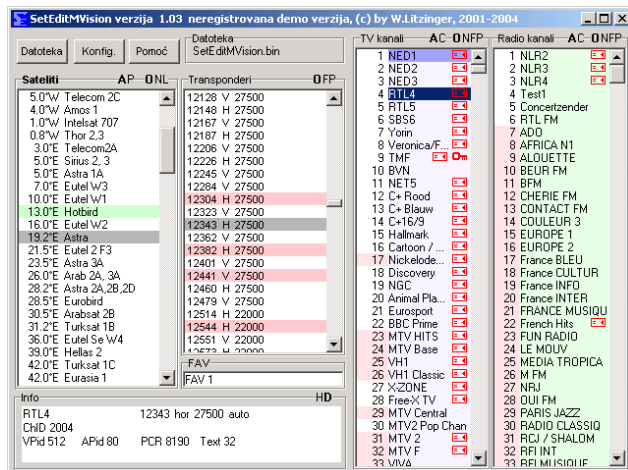 SetEditMVision verzija 1.03 neregistrovana demo verzija, (c) by W.Litzinger, 2001-2004
Datoteka
Konfig.
Pomoć
Datoteka
SetEditMVision.bin
Sateliti AP ONL
5.0°W Telecom 2C
4.0°W Amos 1
1.0°W Intelsat 707
0.8°W Thor 2,3
3.0°E Telecom2A
5.0°E Sirius 2, 3
5.0°E Astra 1A
7.0°E Eutel W3
10.0°E Eutel W1
13.0°E Hotbird
16.0°E Eutel W2
19.2°E Astra
21.5°E Eutel 2 F3
23.5°E Astra 3A
26.0°E Arab 2A, 3A
28.2°E Astra 2A,2B,2D
28.5°E Eurobird
30.5°E Arabsat 2B
31.2°E Turksat 1B
36.0°E Eutel Se W4
39.0°E Hellas 2
42.0°E Turksat 1C
42.0°E Eurasia 1
Transponderi OFP
12128 V 27500
12148 H 27500
12167 V 27500
12187 H 27500
12206 V 27500
12226 H 27500
12245 V 27500
12284 V 27500
12304 H 27500
12323 V 27500
12343 H 27500
12362 V 27500
12382 H 27500
12401 V 27500
12441 V 27500
12460 H 27500
12479 V 27500
12514 H 22000
12544 H 22000
12551 V 22000
12573 H 22000
FAV
FAV 1
Info HD
RTL4 12343 hor 27500 auto
ChID 2004
VPid 512 APid 80 PCR 8190 Text 32
TV kanali AC ONFP
1 NED1
2 NED2
3 NED3
4 RTL4
5 RTL5
6 SBS6
7 Yorin
8 Veronica/F...
9 TMF
10 BVN
11 NET5
12 C+ Rood
13 C+ Blauw
14 C+16/9
15 Hallmark
16 Cartoon / ...
17 Nickelode...
18 Discovery
19 NGC
20 Animal Pla...
21 Eurosport
22 BBC Prime
23 MTV HITS
24 MTV Base
25 VH1
26 VH1 Classic
27 X-ZONE
28 Free-X TV
29 MTV Central
30 MTV2 Pop Chan
31 MTV 2
32 MTV F
33 VIVA
Radio kanali AC ONFP
1 NLR2
2 NLR3
3 NLR4
4 Test1
5 Concertzender
6 RTL FM
7 ADO
8 AFRICA N1
9 ALOUETTE
10 BEUR FM
11 BFM
12 CHERIE FM
13 CONTACT FM
14 COULEUR 3
15 EUROPE 1
16 EUROPE 2
17 France BLEU
18 France CULTUR
19 France INFO
20 France INTER
21 FRANCE MUSIQU
22 French Hits
23 FUN RADIO
24 LE MOUV
25 MEDIA TROPICA
26 M FM
27 NRJ
28 OUI FM
29 PARIS JAZZ
30 RADIO CLASSIQ
31 RCJ / SHALOM
32 RFI INT
33 RFI MUSIQUE